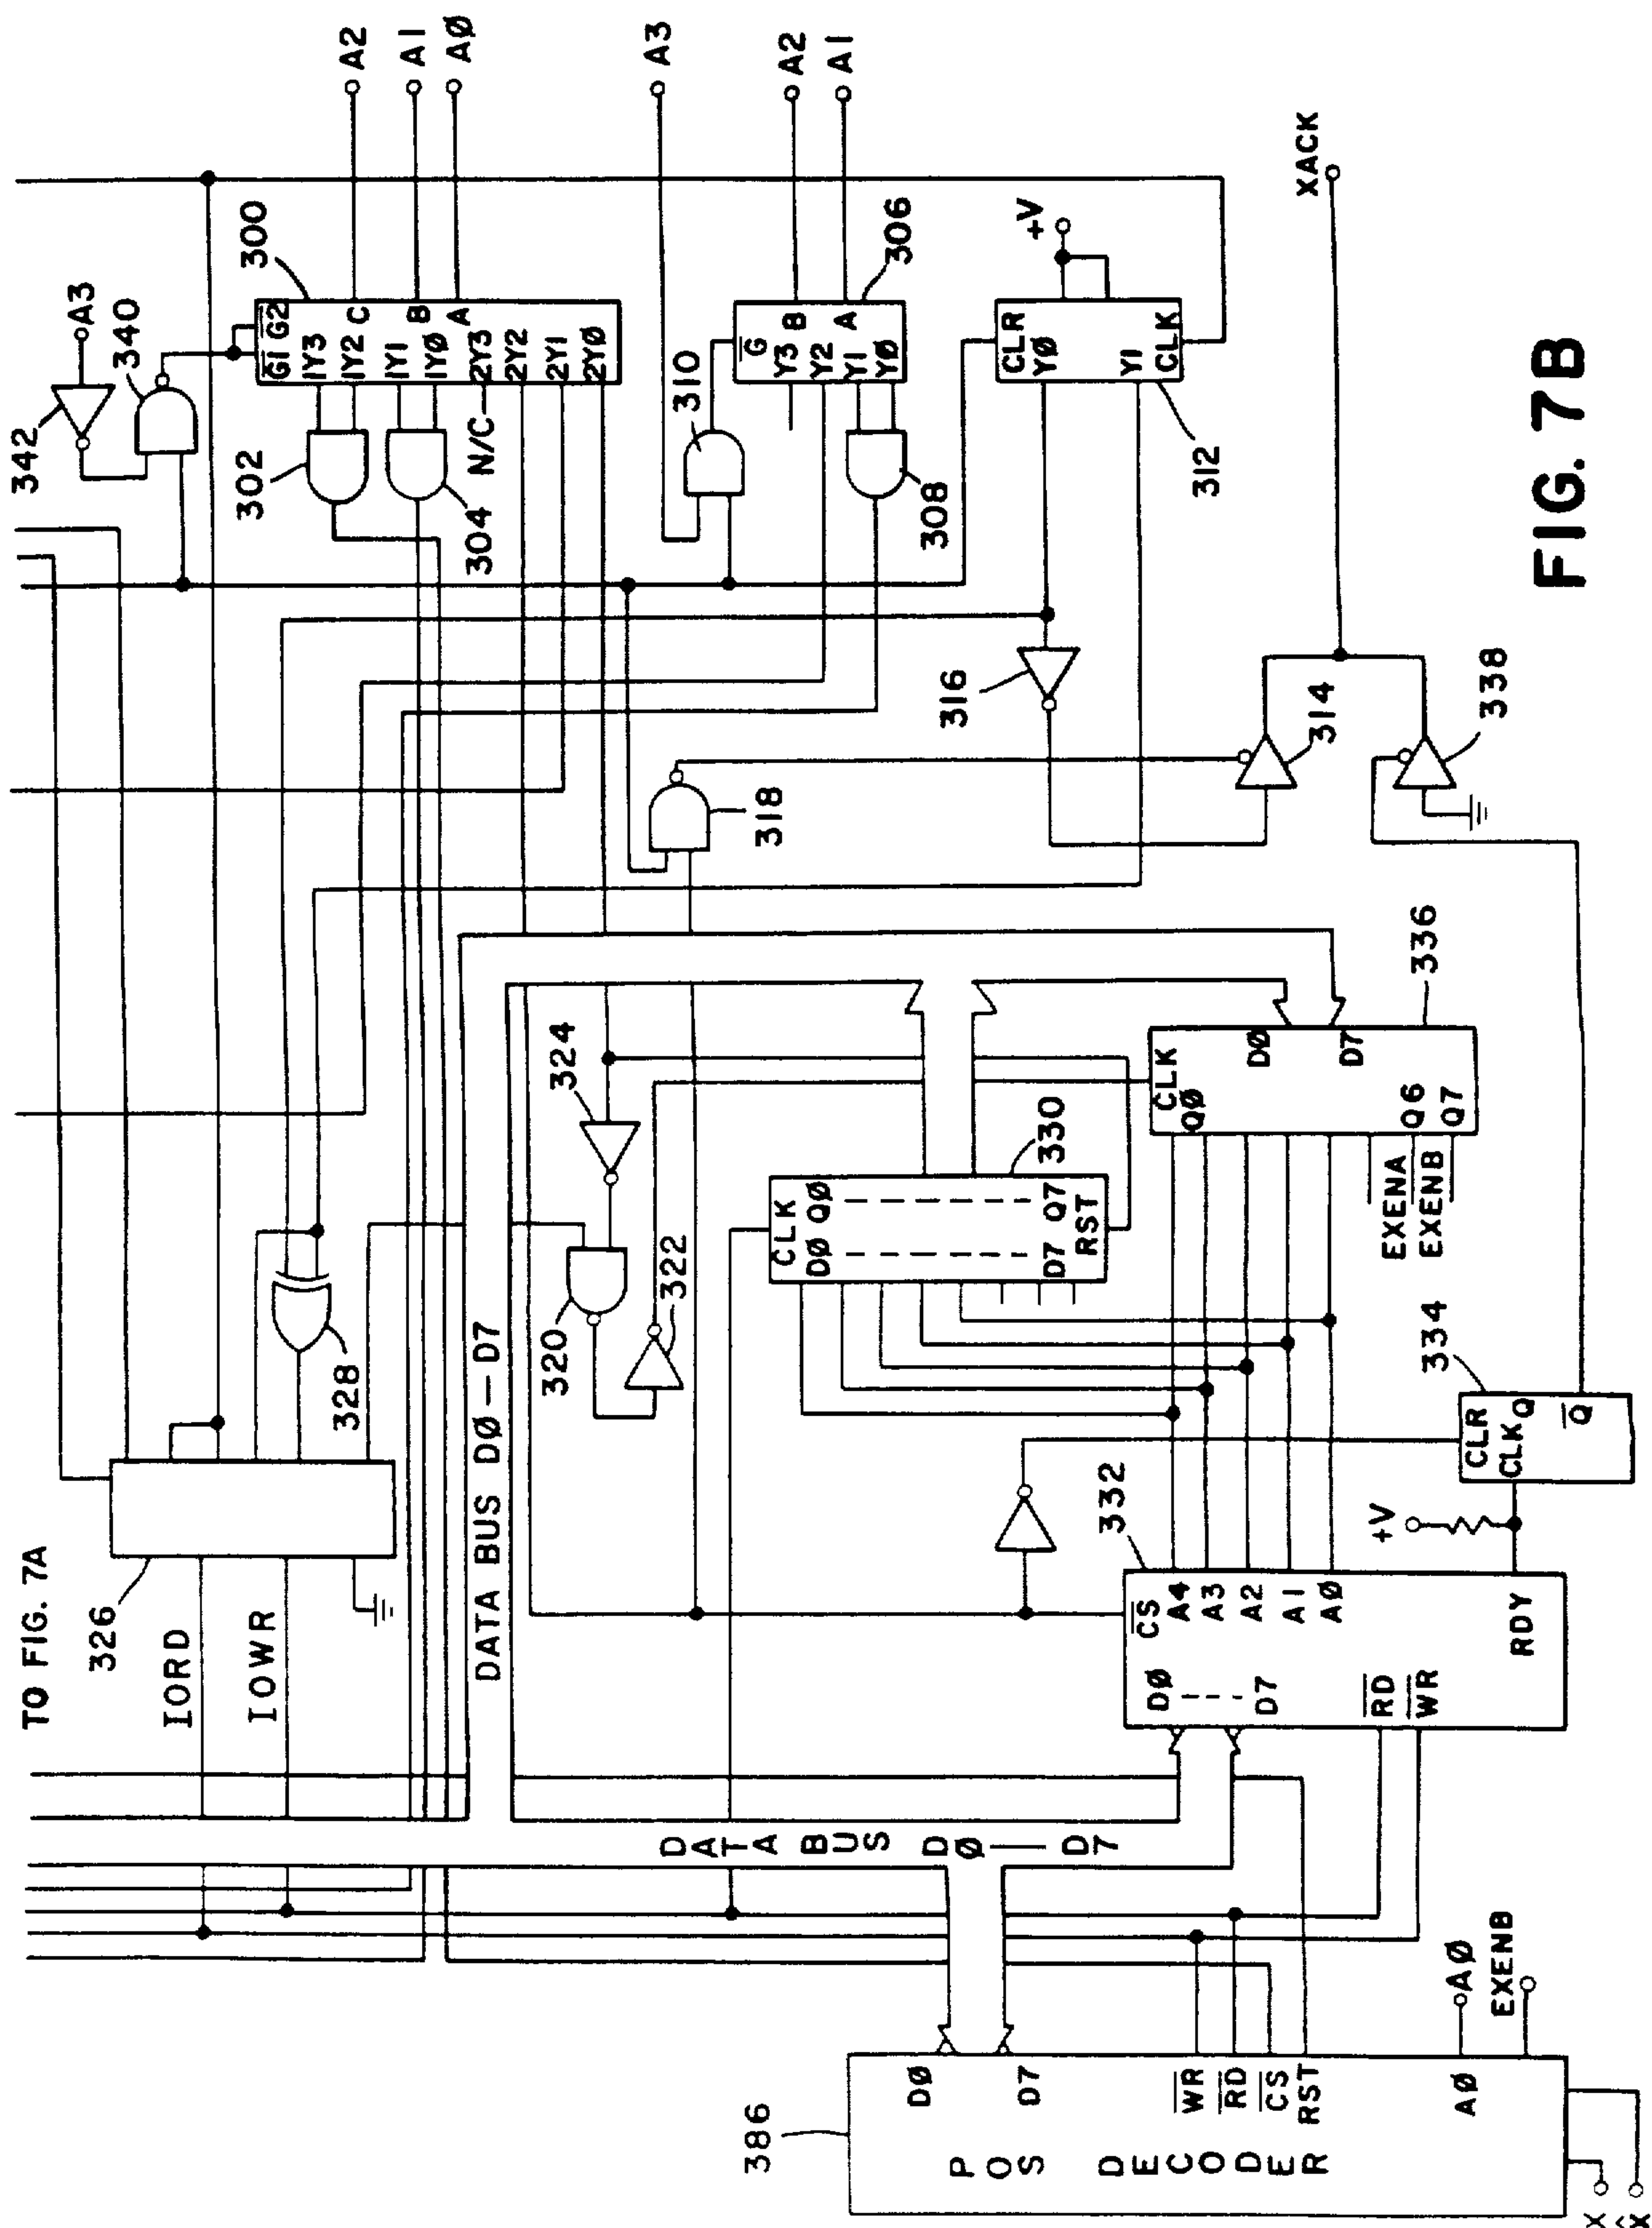 TO FIG. 7A
A2
A1
AØ
A3
A2
A1
XACK
342
A3
340
300
G1 G2
1Y3
1Y2
C
1Y1
B
1YØ
A
2Y3
2Y2
2Y1
2YØ
302
304
N/C
310
306
G
B
Y3
Y2
A
Y1
YØ
308
+V
CLR
YØ
Y1
CLK
312
316
314
338
318
FIG. 7B
326
IORD
IOWR
328
DATA BUS DØ—D7
324
320
322
330
CLK
DØ QØ
D7 Q7
RST
336
CLK
QØ
DØ
D7
Q6
Q7
EXENA
EXENB
334
CLR
CLK Q
Q
+V
332
CS
A4
A3
A2
A1
AØ
RDY
DØ
D7
RD
WR
DATA BUS DØ—D7
386
POS DECODER
DØ
D7
WR
RD
CS
RST
AØ
AØ
EXENB
X